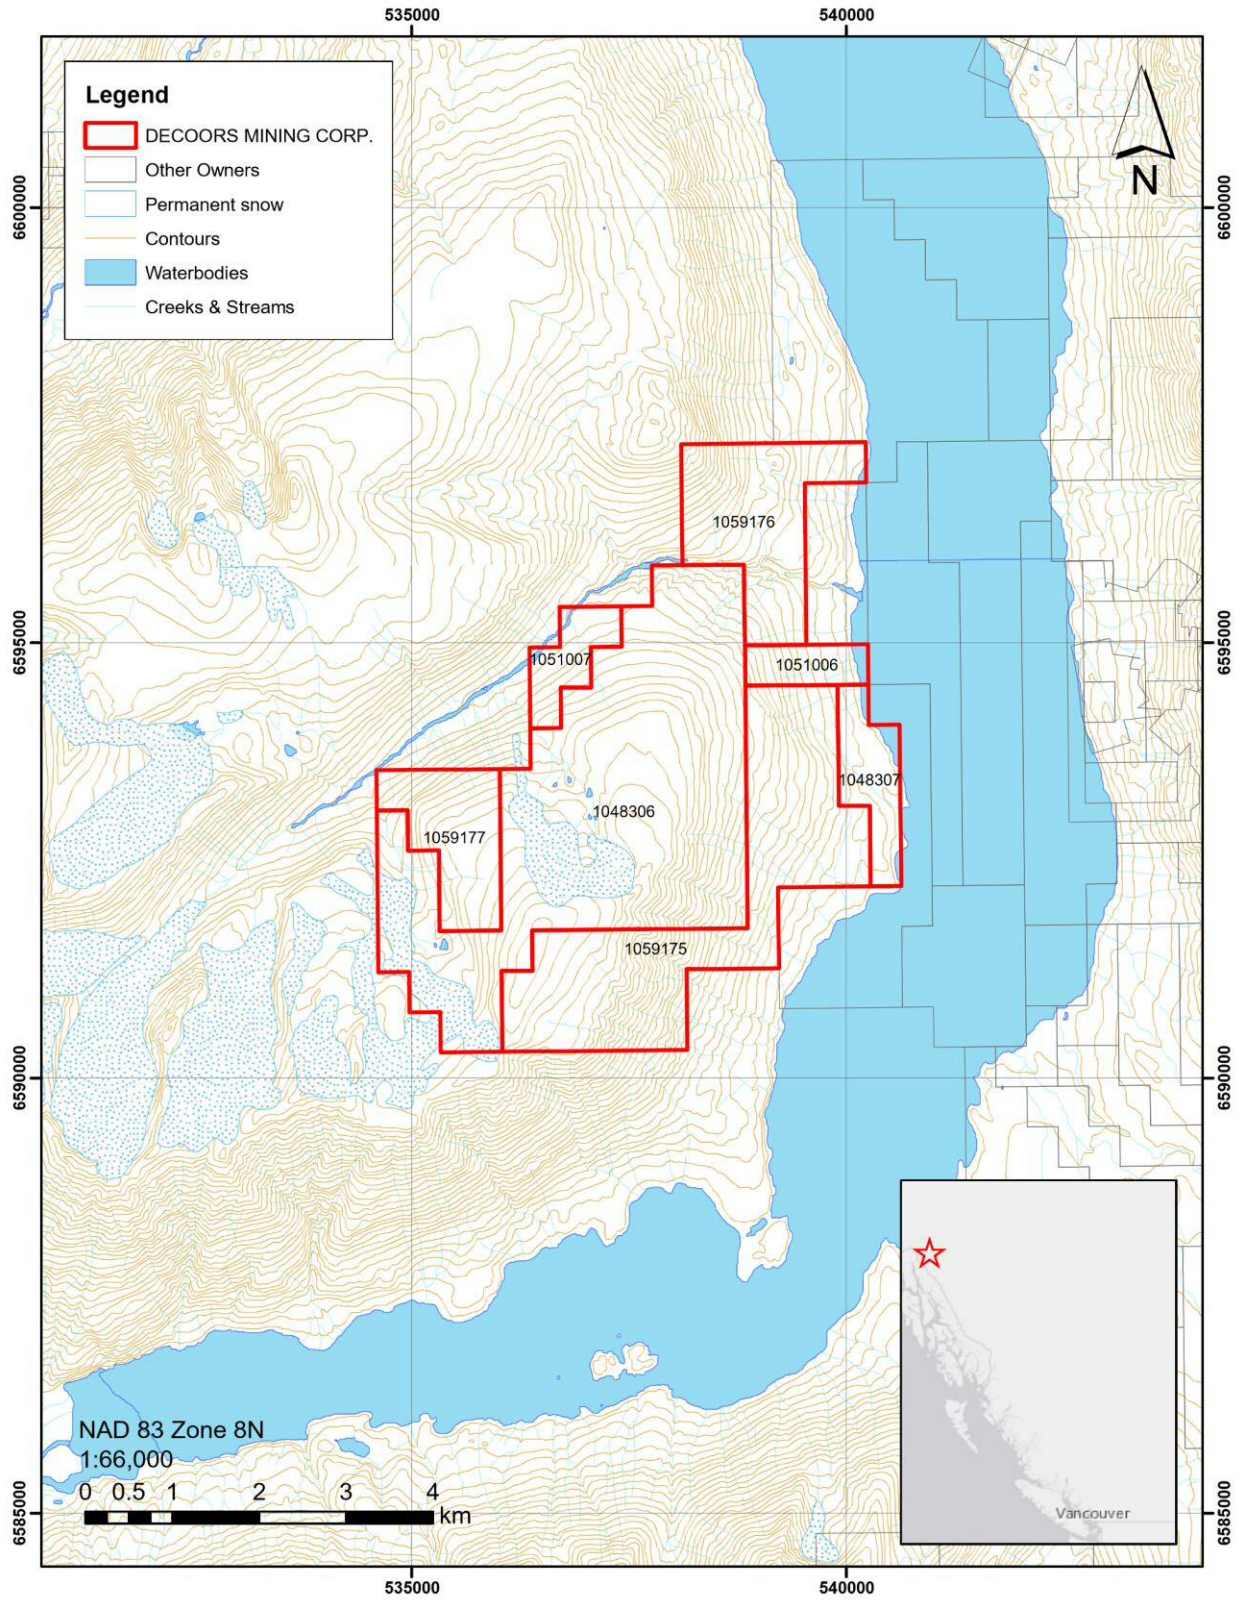 535000
540000
Legend
DECOORS MINING CORP.
Other Owners
Permanent snow
Contours
Waterbodies
Creeks & Streams
N
6600000
6600000
1059176
6595000
6595000
1051007
1051006
1048307
1048306
1059177
1059175
6590000
6590000
NAD 83 Zone 8N
1:66,000
0 0.5 1 2 3 4
km
Vancouver
6585000
6585000
535000
540000